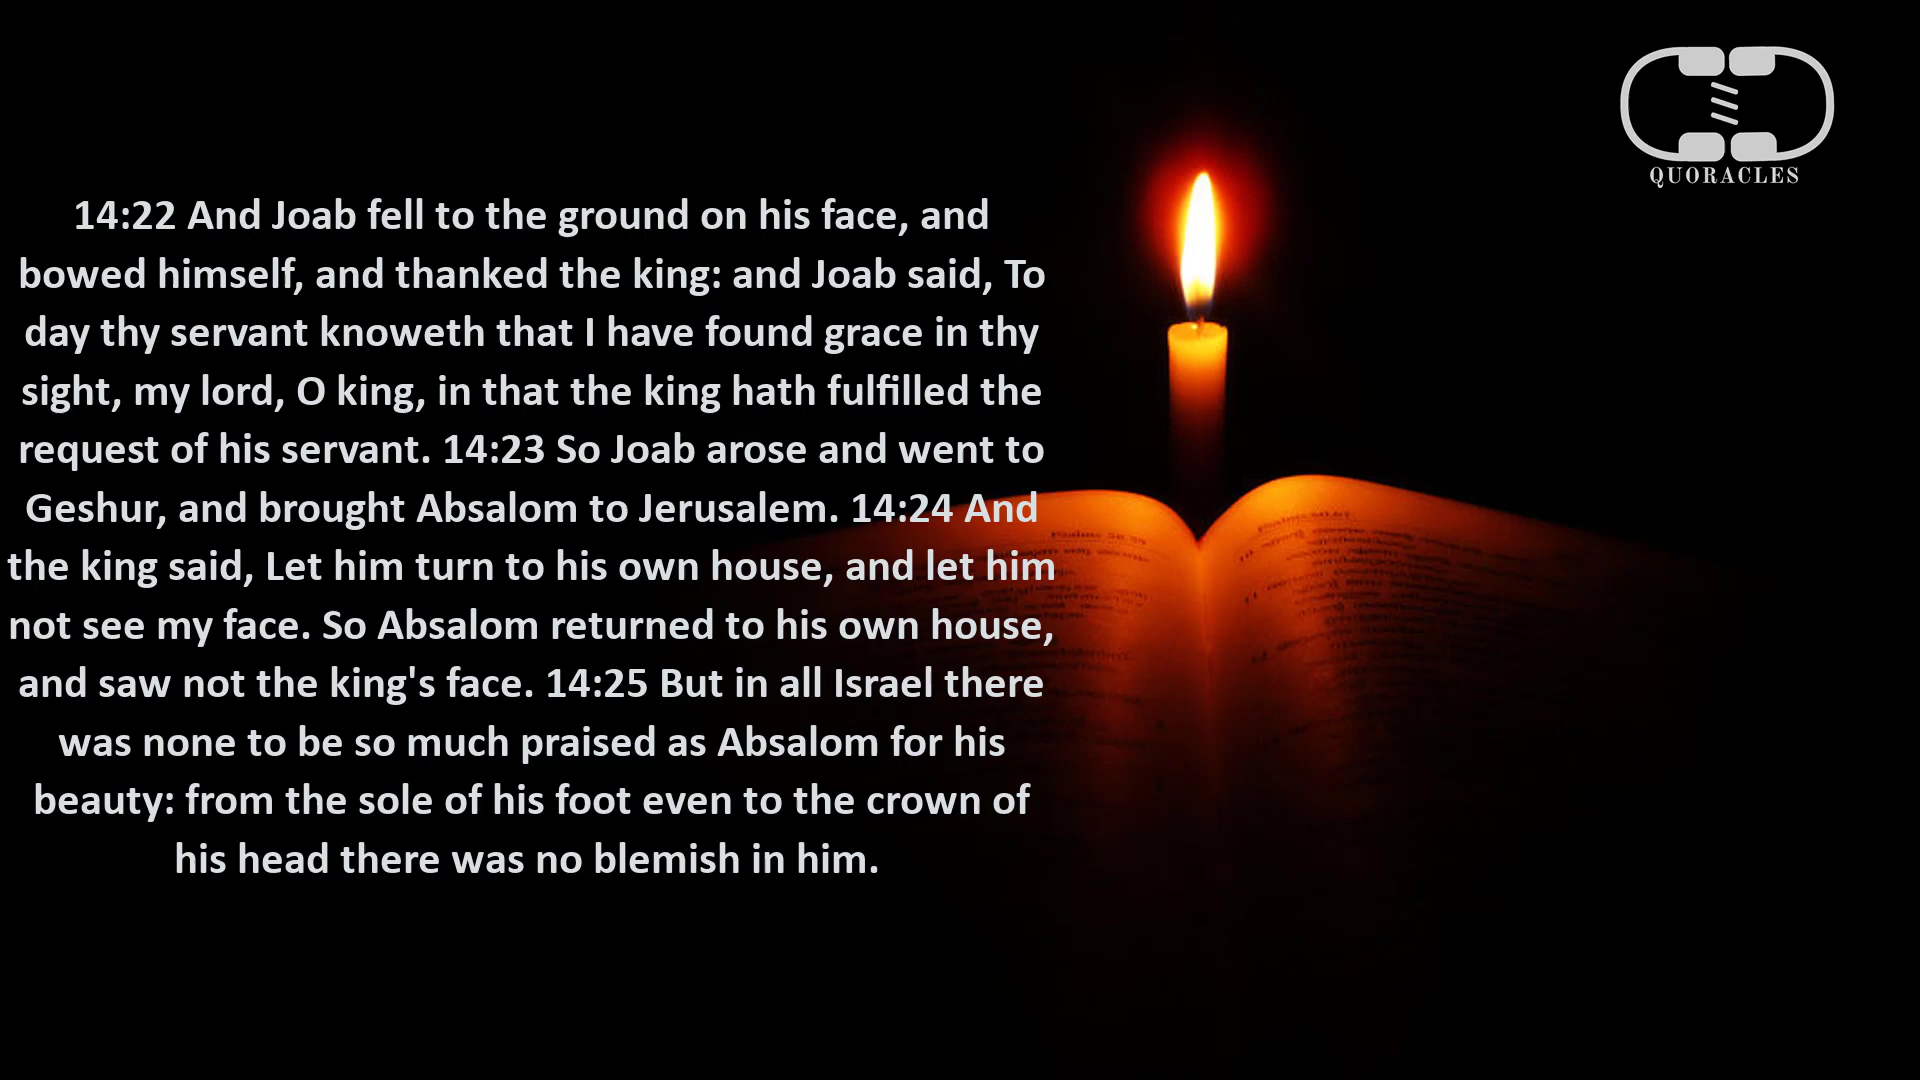 QUORACLES
14:22 And Joab fell to the ground on his face, and
bowed himself, and thanked the king: and Joab said, To
day thy servant knoweth that I have found grace in thy
sight, my lord, O king, in that the king hath fulfilled the
request of his servant. 14:23 So Joab arose and went to
Geshur, and brought Absalom to Jerusalem. 14:24 And
the king said, Let him turn to his own house, and let him
not see my face. So Absalom returned to his own house,
and saw not the king's face. 14:25 But in all Israel there
was none to be so much praised as Absalom for his
beauty: from the sole of his foot even to the crown of
his head there was no blemish in him.